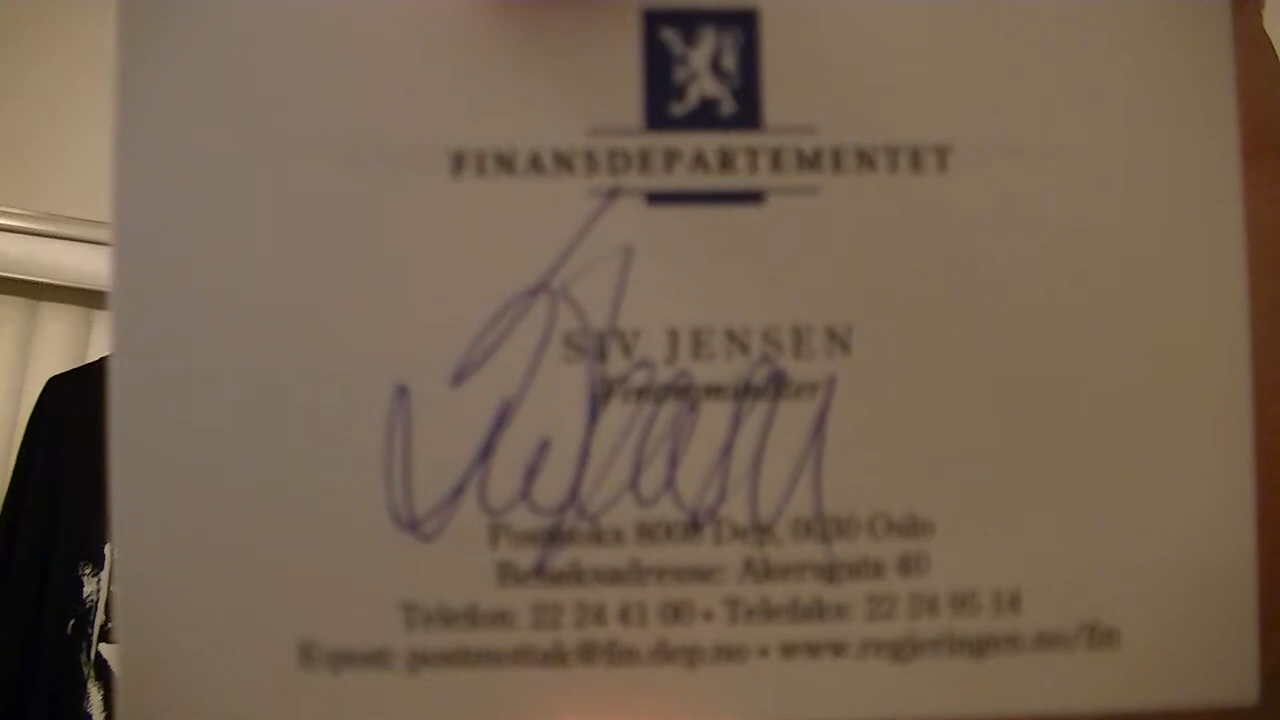 FINANSDEPARTEMENTET
SIV JENSEN
Finansminister
Postboks 8008 Dep, 0030 Oslo
Besøksadresse: Akersgata 40
Telefon: 22 24 41 00 • Telefaks: 22 24 95 14
E-post: postmottak@fin.dep.no • www.regjeringen.no/fin